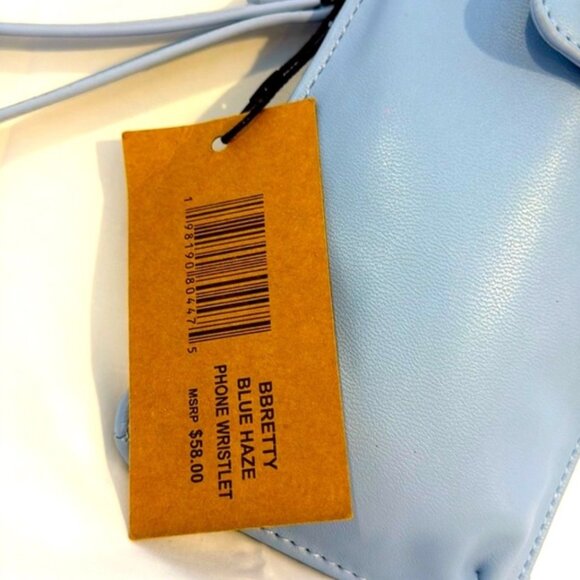 1 98190 80447 5
BBRETTY
BLUE HAZE
PHONE WRISTLET
MSRP $58.00